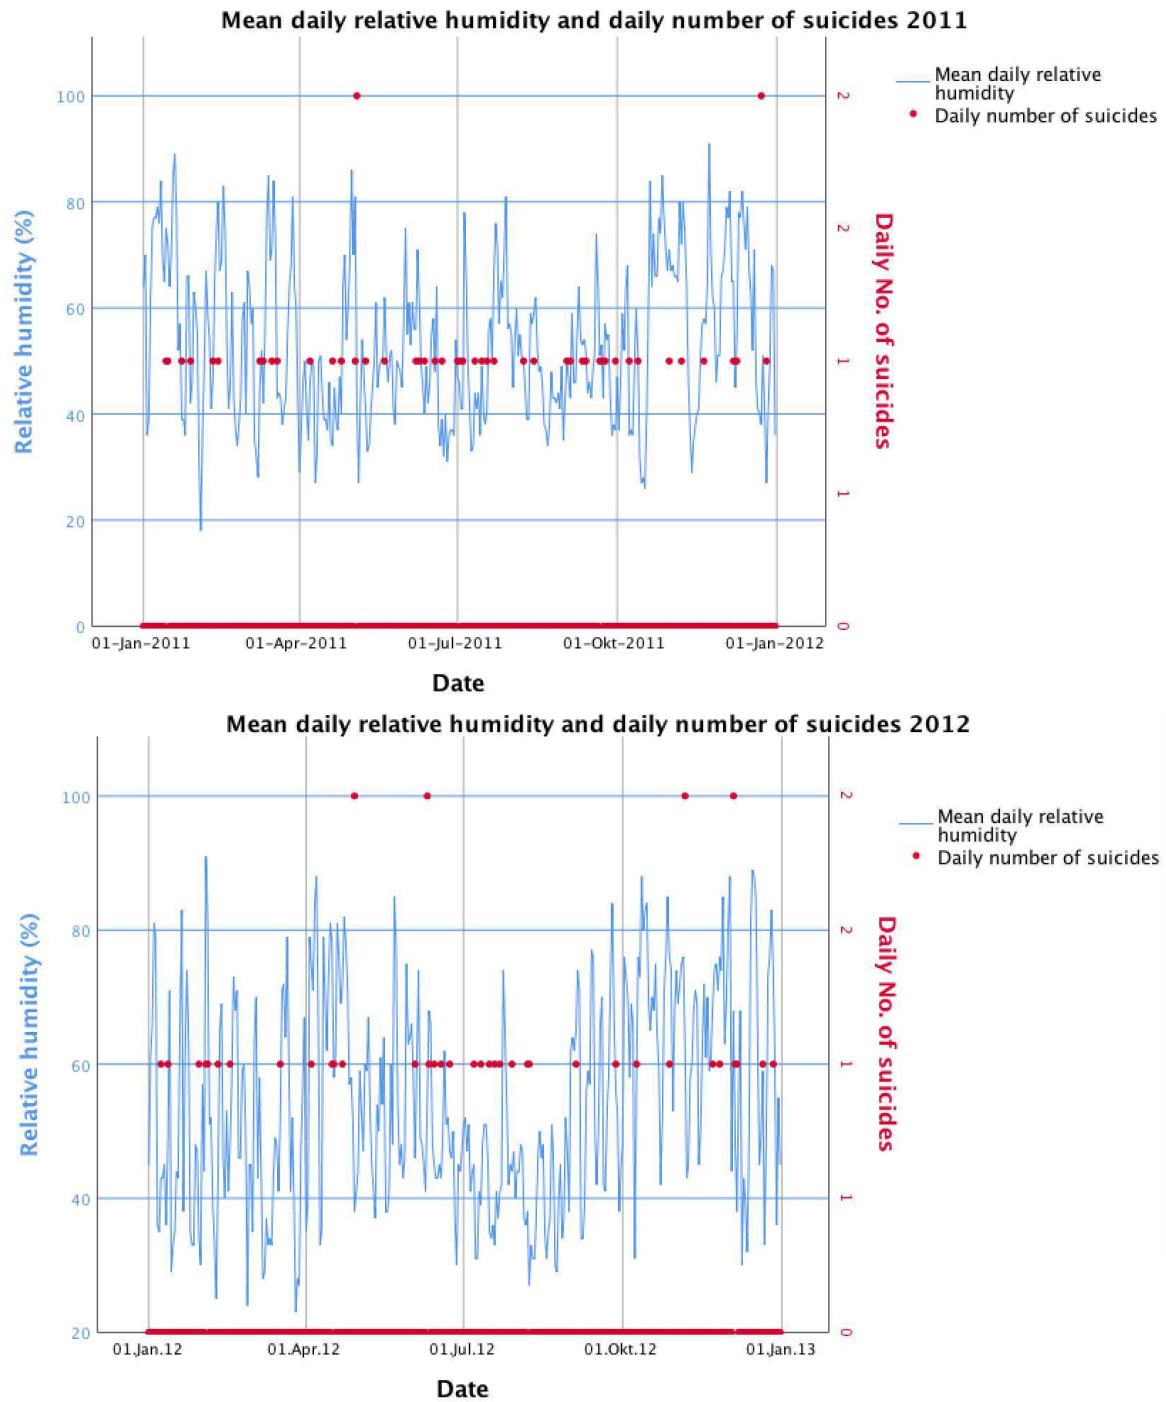 Mean daily relative humidity and daily number of suicides 2011
Mean daily relative
humidity
Daily number of suicides
Relative humidity (%)
100
80
60
40
20
0
2
2
1
1
0
Daily No. of suicides
01-Jan-2011
01-Apr-2011
01-Jul-2011
01-Okt-2011
01-Jan-2012
Date
Mean daily relative humidity and daily number of suicides 2012
Mean daily relative
humidity
Daily number of suicides
Relative humidity (%)
100
80
60
40
20
2
2
1
1
0
Daily No. of suicides
01.Jan.12
01.Apr.12
01.Jul.12
01.Okt.12
01.Jan.13
Date